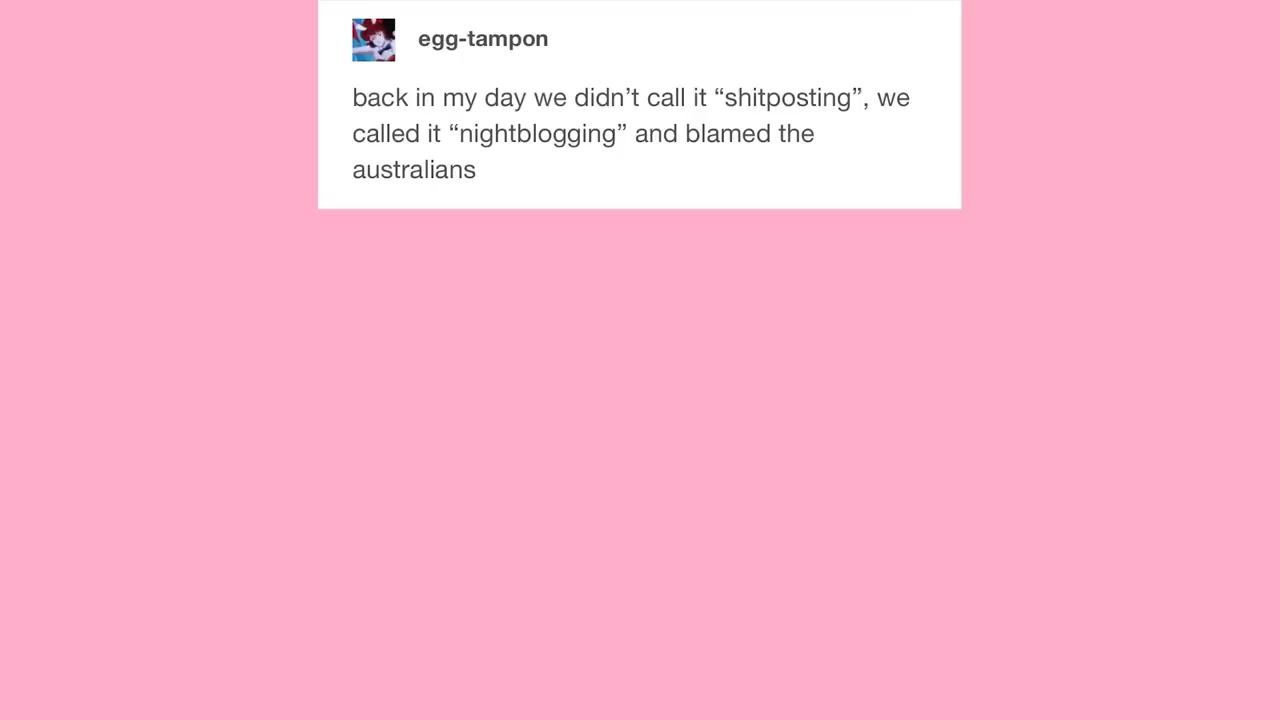 egg-tampon
back in my day we didn’t call it “shitposting”, we
called it “nightblogging” and blamed the
australians